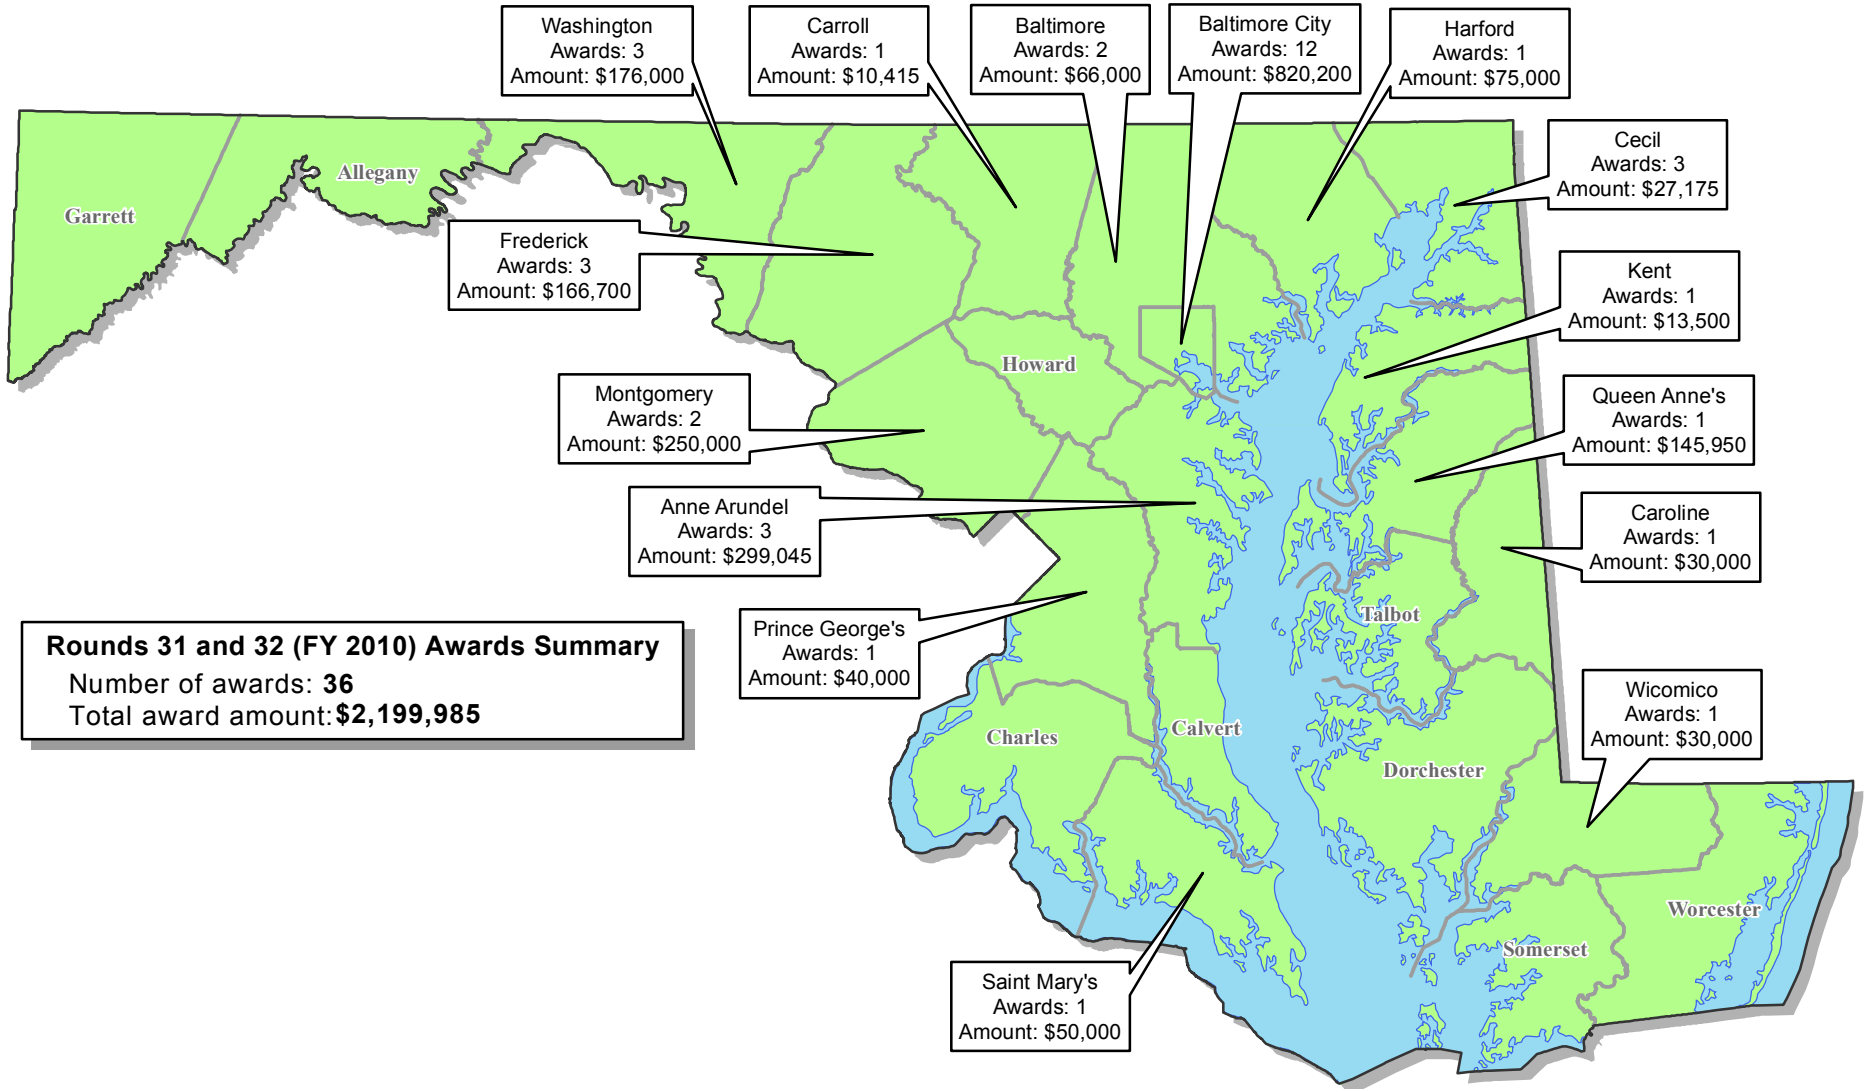 Washington
Awards: 3
Amount: $176,000
Carroll
Awards: 1
Amount: $10,415
Baltimore
Awards: 2
Amount: $66,000
Baltimore City
Awards: 12
Amount: $820,200
Harford
Awards: 1
Amount: $75,000
Cecil
Awards: 3
Amount: $27,175
Allegany
Garrett
Frederick
Awards: 3
Amount: $166,700
Kent
Awards: 1
Amount: $13,500
Howard
Montgomery
Awards: 2
Amount: $250,000
Queen Anne's
Awards: 1
Amount: $145,950
Anne Arundel
Awards: 3
Amount: $299,045
Caroline
Awards: 1
Amount: $30,000
Talbot
Prince George's
Awards: 1
Amount: $40,000
Rounds 31 and 32 (FY 2010) Awards Summary
Number of awards: 36
Total award amount:$2,199,985
Wicomico
Awards: 1
Amount: $30,000
Charles
Calvert
Dorchester
Worcester
Somerset
Saint Mary's
Awards: 1
Amount: $50,000